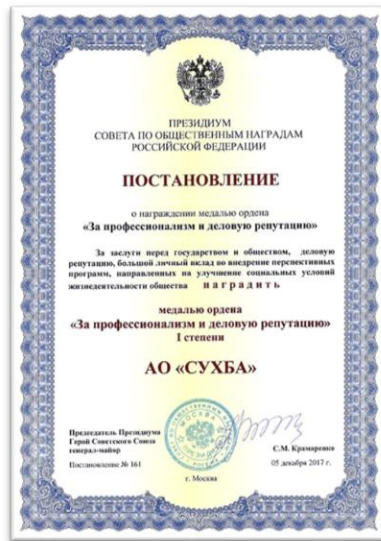 ПРЕЗИДИУМ
СОВЕТА ПО ОБЩЕСТВЕННЫМ НАГРАДАМ
РОССИЙСКОЙ ФЕДЕРАЦИИ
ПОСТАНОВЛЕНИЕ
о награждении медалью ордена
«За профессионализм и деловую репутацию»
За заслуги перед государством и обществом, деловую
репутацию, большой личный вклад во внедрение перспективных
программ, направленных на улучшение социальных условий
жизнедеятельности общества н а г р а д и т ь
медалью ордена
«За профессионализм и деловую репутацию»
I степени
АО «СУХБА»
Председатель Президиума
Герой Советского Союза
генерал-майор
С.М. Крамаренко
Постановление № 161
05 декабря 2017 г.
г. Москва